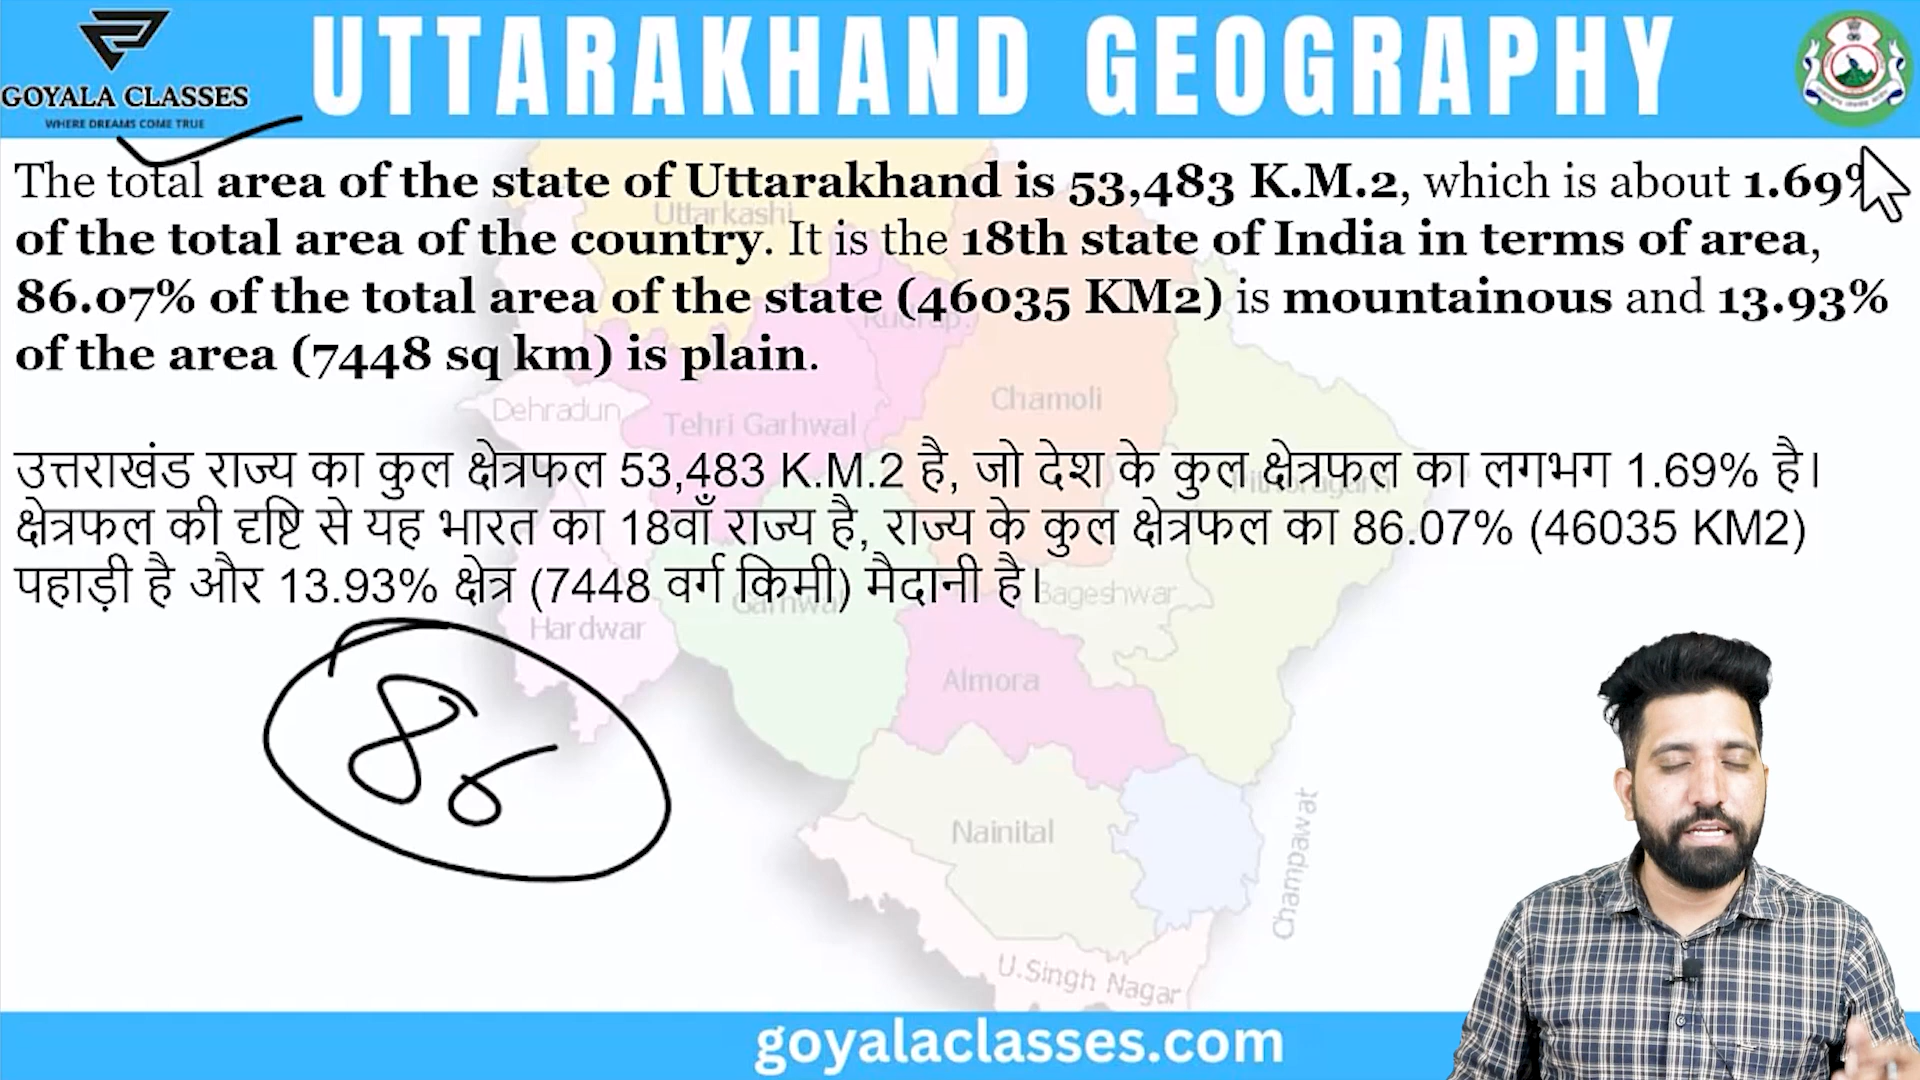 GOYALA CLASSES
WHERE DREAMS COME TRUE
UTTARAKHAND GEOGRAPHY
The total area of the state of Uttarakhand is 53,483 K.M.2, which is about 1.69%
of the total area of the country. It is the 18th state of India in terms of area,
86.07% of the total area of the state (46035 KM2) is mountainous and 13.93%
of the area (7448 sq km) is plain.
उत्तराखंड राज्य का कुल क्षेत्रफल 53,483 K.M.2 है, जो देश के कुल क्षेत्रफल का लगभग 1.69% है।
क्षेत्रफल की दृष्टि से यह भारत का 18वाँ राज्य है, राज्य के कुल क्षेत्रफल का 86.07% (46035 KM2)
पहाड़ी है और 13.93% क्षेत्र (7448 वर्ग किमी) मैदानी है।
86
Uttarkashi
Rudrap.
Chamoli
Dehradun
Tehri Garhwal
Pithoragarh
Garhwal
Bageshwar
Hardwar
Almora
Nainital
Champawat
U.Singh Nagar
goyalaclasses.com